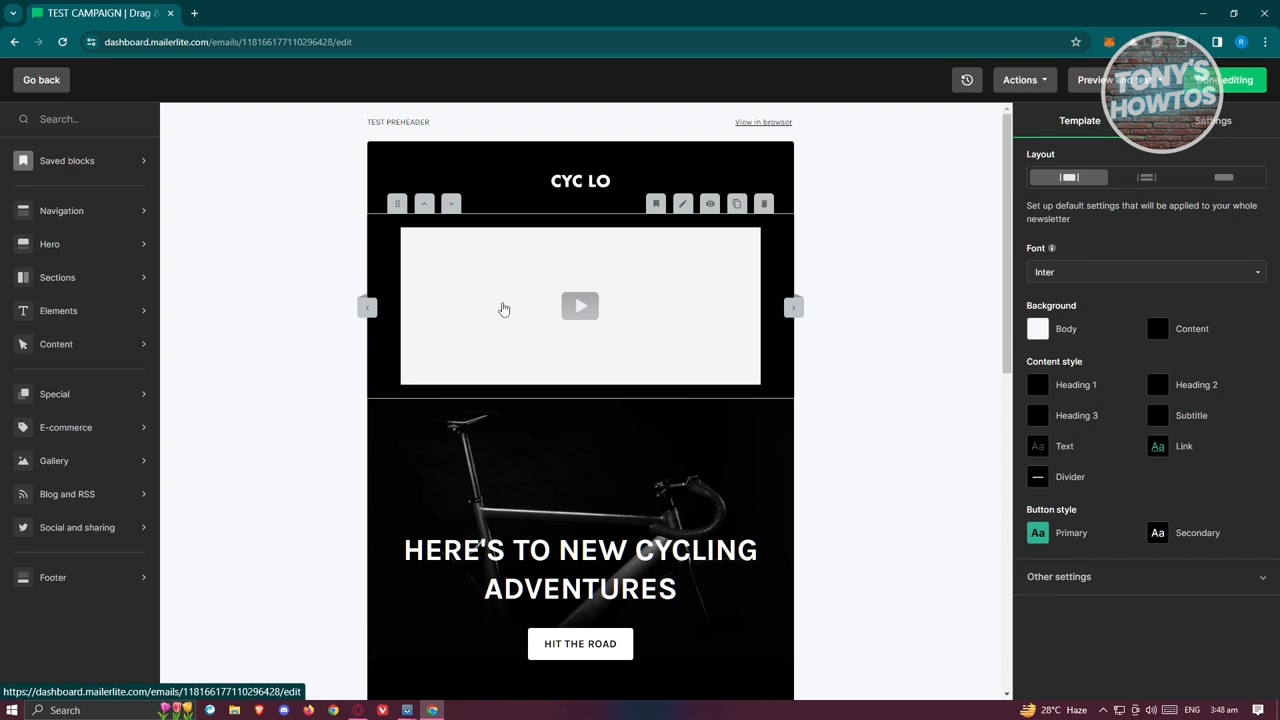 TEST CAMPAIGN | Drag &
dashboard.mailerlite.com/emails/118166177110296428/edit
R
Go back
Actions
Preview and test
Done editing
TONY'S
HOWTOS
Search..
Saved blocks
Navigation
Hero
Sections
Elements
Content
Special
E-commerce
Gallery
Blog and RSS
Social and sharing
Footer
TEST PREHEADER
View in browser
CYC LO
HERE'S TO NEW CYCLING
ADVENTURES
HIT THE ROAD
Template
Settings
Layout
Set up default settings that will be applied to your whole
newsletter
Font
Inter
Background
Body
Content
Content style
Heading 1
Heading 2
Heading 3
Subtitle
Aa Text
Aa Link
Divider
Button style
Aa Primary
Aa Secondary
Other settings
https://dashboard.mailerlite.com/emails/118166177110296428/edit
Search
28°C Haze
ENG
3:48 am